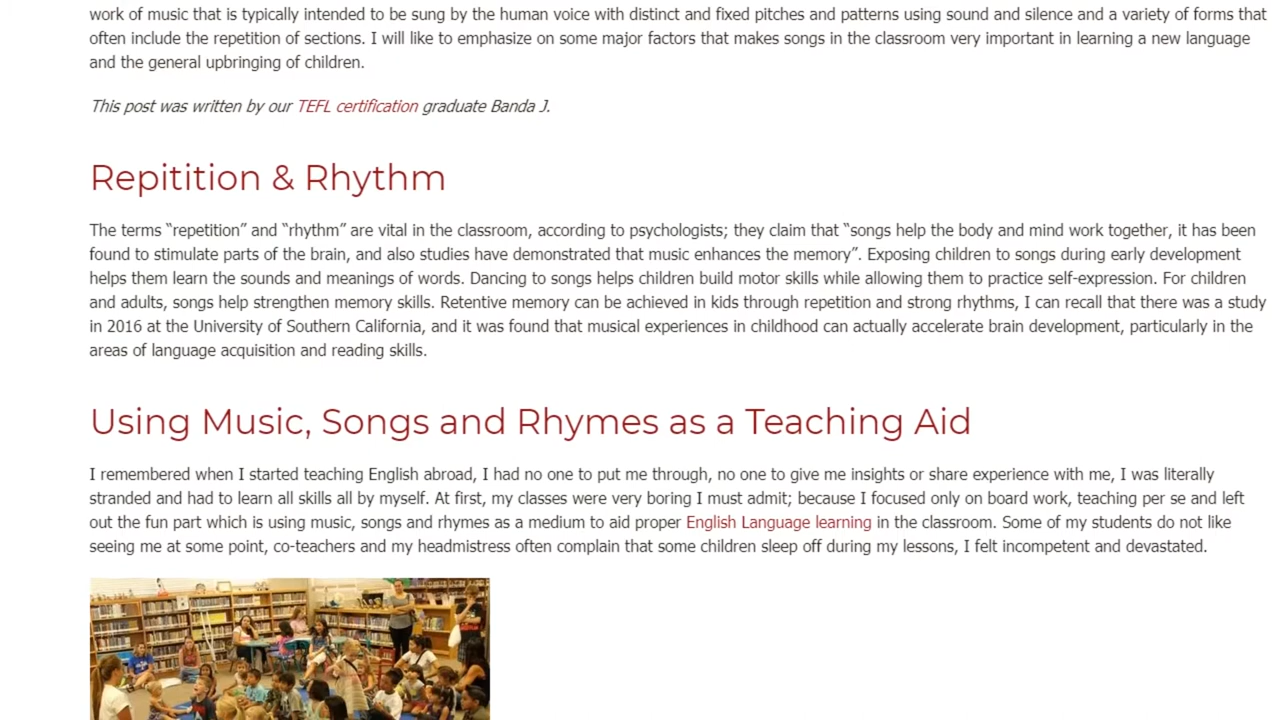 work of music that is typically intended to be sung by the human voice with distinct and fixed pitches and patterns using sound and silence and a variety of forms that
often include the repetition of sections. I will like to emphasize on some major factors that makes songs in the classroom very important in learning a new language
and the general upbringing of children.
This post was written by our TEFL certification graduate Banda J.
Repitition & Rhythm
The terms “repetition” and “rhythm” are vital in the classroom, according to psychologists; they claim that “songs help the body and mind work together, it has been
found to stimulate parts of the brain, and also studies have demonstrated that music enhances the memory”. Exposing children to songs during early development
helps them learn the sounds and meanings of words. Dancing to songs helps children build motor skills while allowing them to practice self-expression. For children
and adults, songs help strengthen memory skills. Retentive memory can be achieved in kids through repetition and strong rhythms, I can recall that there was a study
in 2016 at the University of Southern California, and it was found that musical experiences in childhood can actually accelerate brain development, particularly in the
areas of language acquisition and reading skills.
Using Music, Songs and Rhymes as a Teaching Aid
I remembered when I started teaching English abroad, I had no one to put me through, no one to give me insights or share experience with me, I was literally
stranded and had to learn all skills all by myself. At first, my classes were very boring I must admit; because I focused only on board work, teaching per se and left
out the fun part which is using music, songs and rhymes as a medium to aid proper English Language learning in the classroom. Some of my students do not like
seeing me at some point, co-teachers and my headmistress often complain that some children sleep off during my lessons, I felt incompetent and devastated.